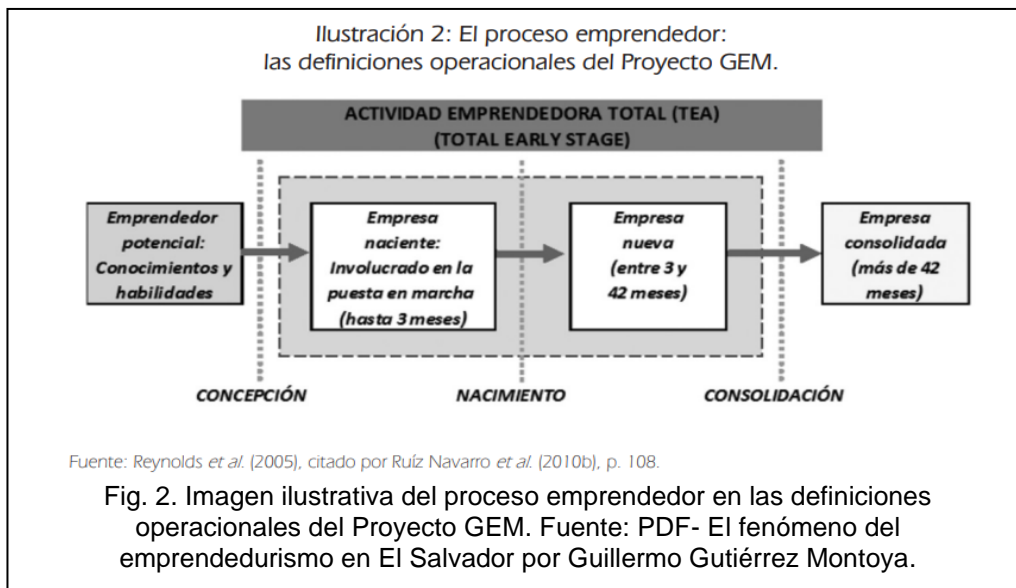 Ilustración 2: El proceso emprendedor:
las definiciones operacionales del Proyecto GEM.
ACTIVIDAD EMPRENDEDORA TOTAL (TEA)
(TOTAL EARLY STAGE)
Emprendedor
potencial:
Conocimientos y
habilidades
Empresa
naciente:
Involucrado en la
puesta en marcha
(hasta 3 meses)
Empresa
nueva
(entre 3 y
42 meses)
Empresa
consolidada
(más de 42
meses)
CONCEPCIÓN
NACIMIENTO
CONSOLIDACIÓN
Fuente: Reynolds et al. (2005), citado por Ruíz Navarro et al. (2010b), p. 108.
Fig. 2. Imagen ilustrativa del proceso emprendedor en las definiciones
operacionales del Proyecto GEM. Fuente: PDF- El fenómeno del
emprendedurismo en El Salvador por Guillermo Gutiérrez Montoya.